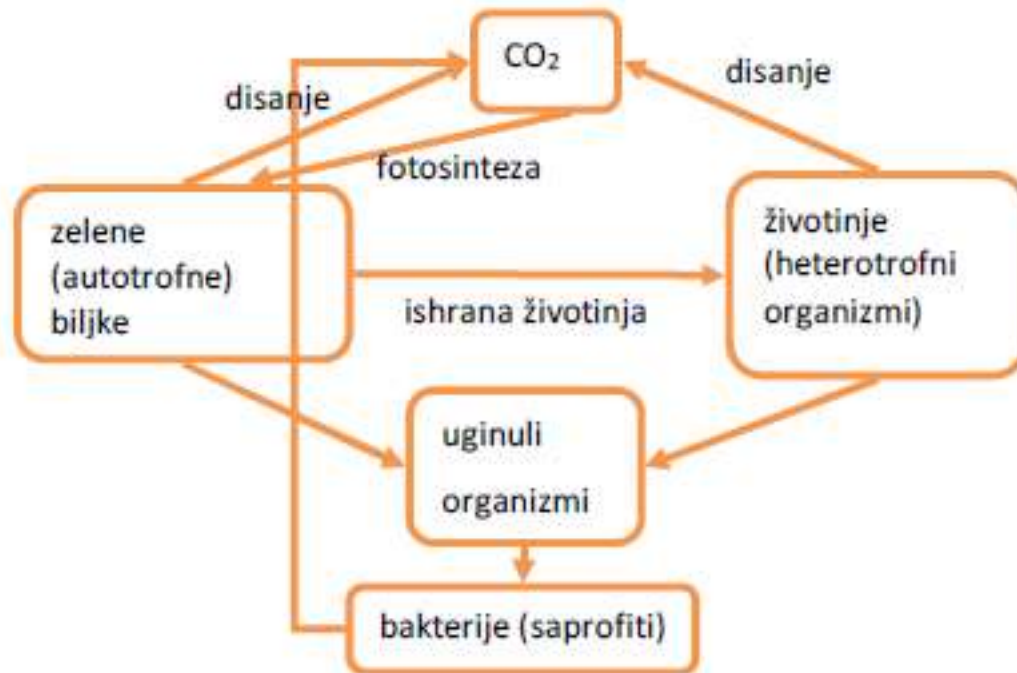 CO₂
disanje
disanje
fotosinteza
zelene
(autotrofne)
biljke
životinje
(heterotrofni
organizmi)
ishrana životinja
uginuli
organizmi
bakterije (saprofiti)